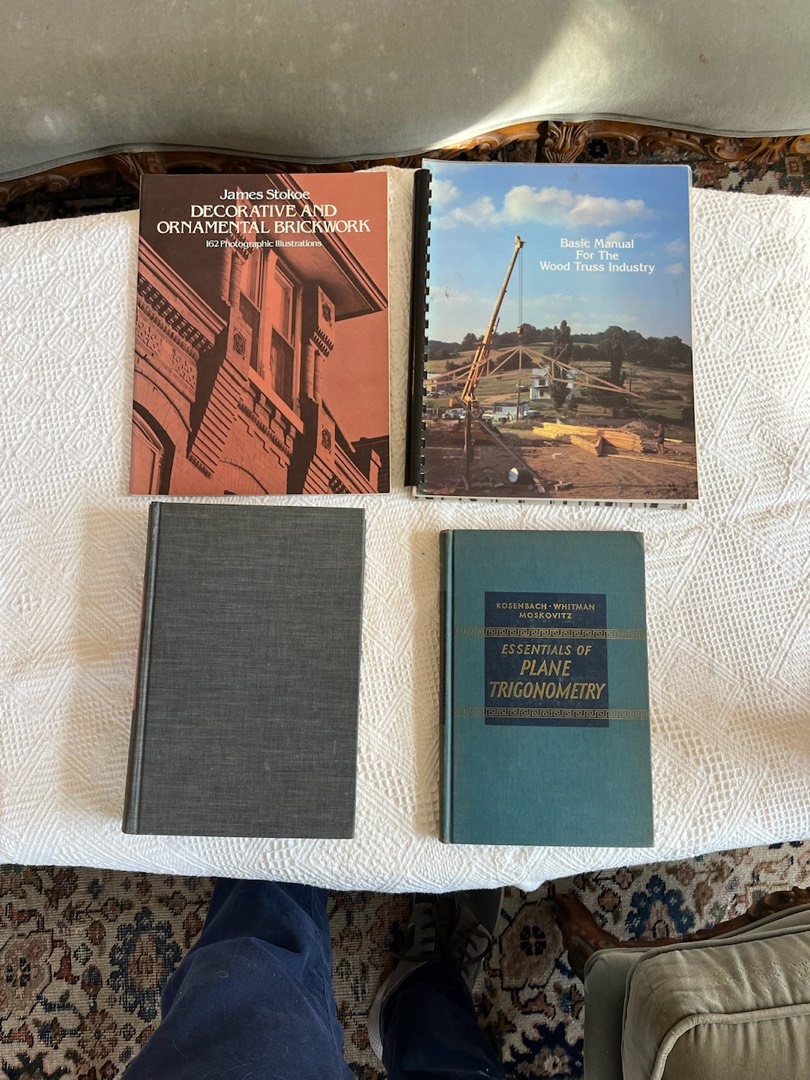 James Stokoe
DECORATIVE AND
ORNAMENTAL BRICKWORK
162 Photographic Illustrations
Basic Manual
For The
Wood Truss Industry
ROSENBACH · WHITMAN
MOSKOVITZ
ESSENTIALS OF
PLANE
TRIGONOMETRY